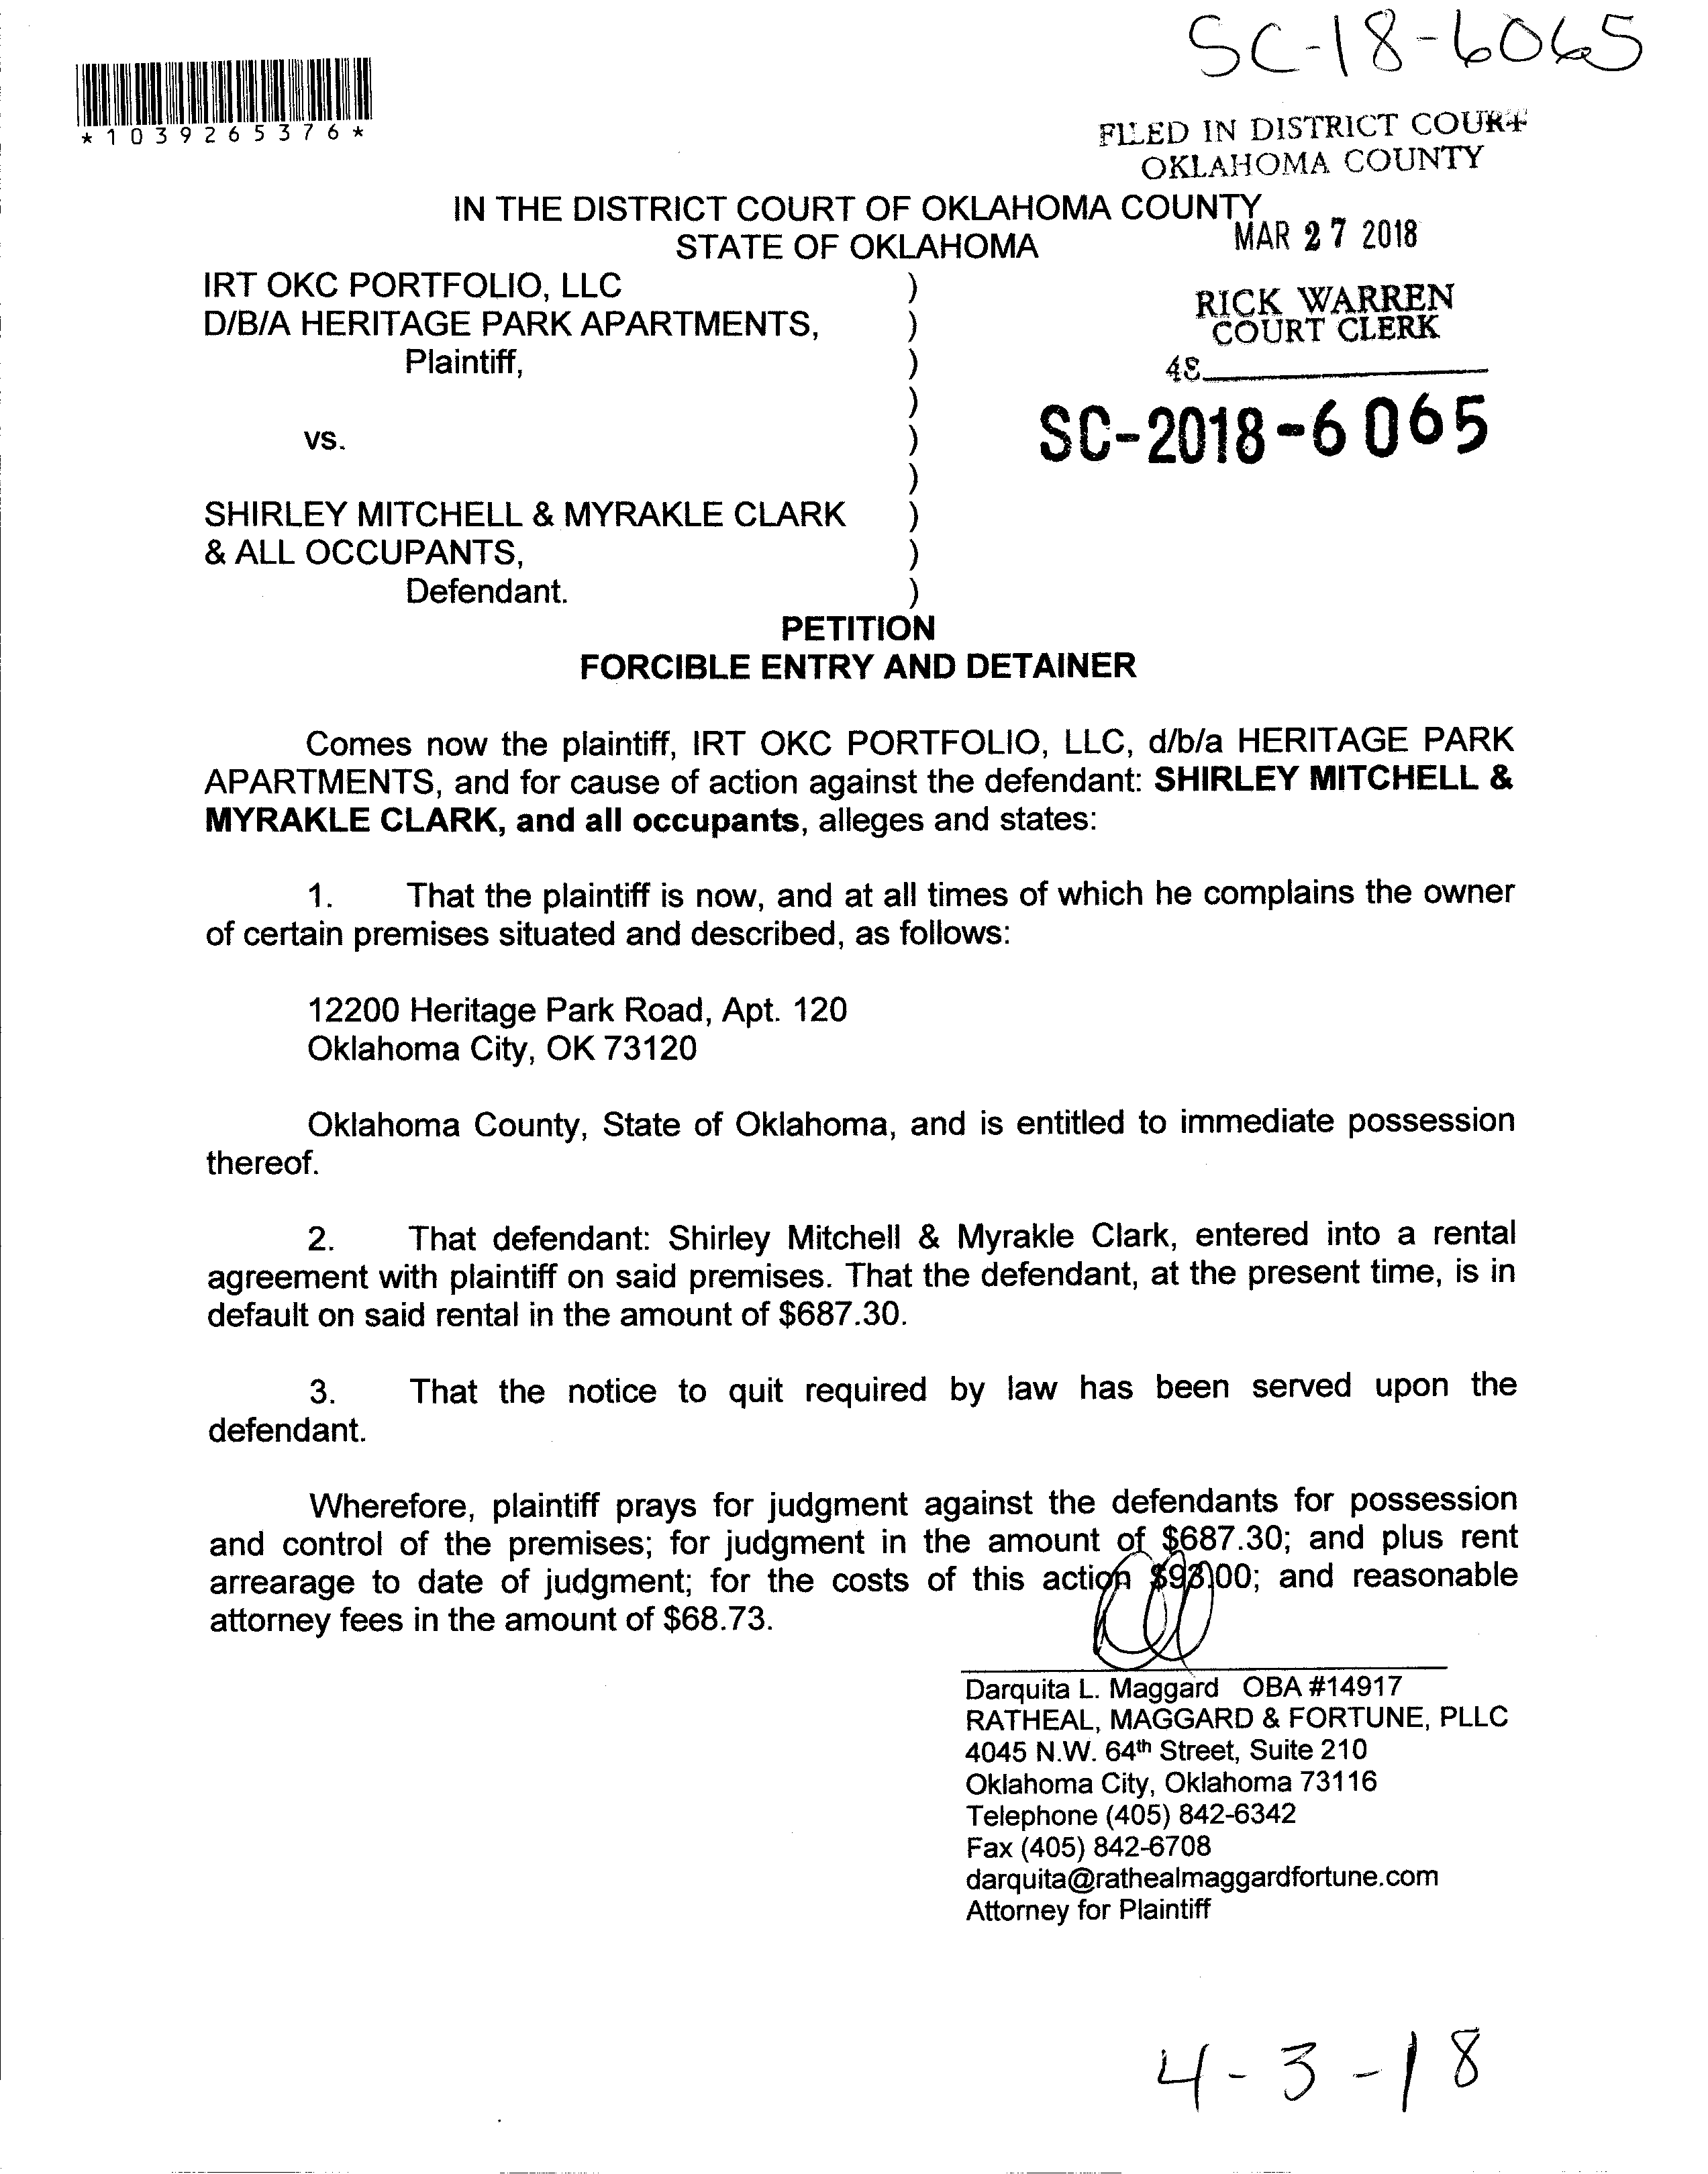 SC-18-6065
*1039265376*
FILED IN DISTRICT COURT
OKLAHOMA COUNTY
IN THE DISTRICT COURT OF OKLAHOMA COUNTY
STATE OF OKLAHOMA
MAR 27 2018
IRT OKC PORTFOLIO, LLC )
D/B/A HERITAGE PARK APARTMENTS, )
Plaintiff, )
RICK WARREN
COURT CLERK
48
)
vs. )
SC-2018-6065
)
SHIRLEY MITCHELL & MYRAKLE CLARK )
& ALL OCCUPANTS, )
Defendant. )
PETITION
FORCIBLE ENTRY AND DETAINER
Comes now the plaintiff, IRT OKC PORTFOLIO, LLC, d/b/a HERITAGE PARK
APARTMENTS, and for cause of action against the defendant: SHIRLEY MITCHELL &
MYRAKLE CLARK, and all occupants, alleges and states:
1. That the plaintiff is now, and at all times of which he complains the owner
of certain premises situated and described, as follows:
12200 Heritage Park Road, Apt. 120
Oklahoma City, OK 73120
Oklahoma County, State of Oklahoma, and is entitled to immediate possession
thereof.
2. That defendant: Shirley Mitchell & Myrakle Clark, entered into a rental
agreement with plaintiff on said premises. That the defendant, at the present time, is in
default on said rental in the amount of $687.30.
3. That the notice to quit required by law has been served upon the
defendant.
Wherefore, plaintiff prays for judgment against the defendants for possession
and control of the premises; for judgment in the amount of $687.30; and plus rent
arrearage to date of judgment; for the costs of this action $93.00; and reasonable
attorney fees in the amount of $68.73.
Darquita L. Maggard OBA #14917
RATHEAL, MAGGARD & FORTUNE, PLLC
4045 N.W. 64th Street, Suite 210
Oklahoma City, Oklahoma 73116
Telephone (405) 842-6342
Fax (405) 842-6708
darquita@rathealmaggardfortune.com
Attorney for Plaintiff
4-3-18